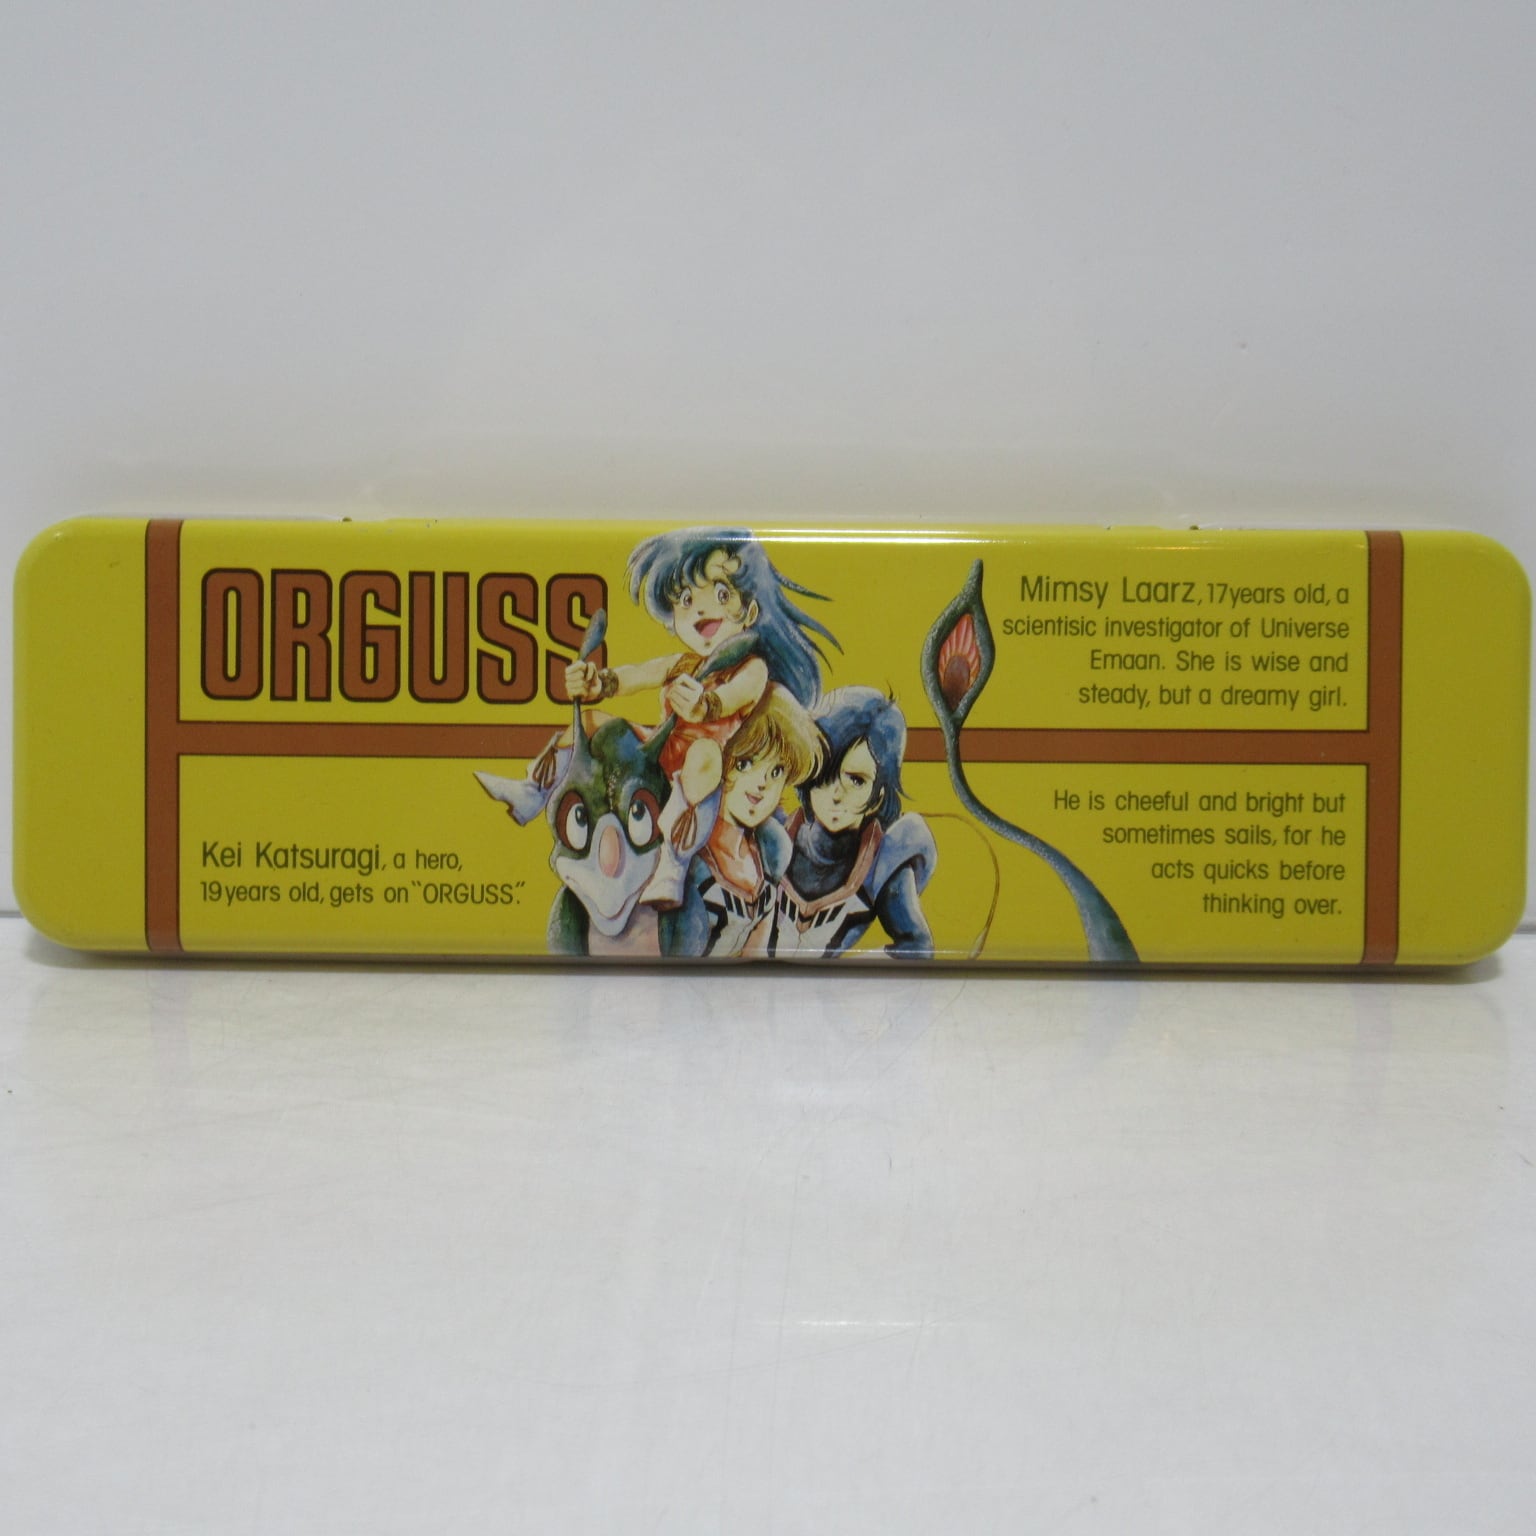 ORGUSS
Kei Katsuragi, a hero,
19years old, gets on "ORGUSS".
Mimsy Laarz, 17years old, a
scientisic investigator of Universe
Emaan. She is wise and
steady, but a dreamy girl.
He is cheeful and bright but
sometimes sails, for he
acts quicks before
thinking over.